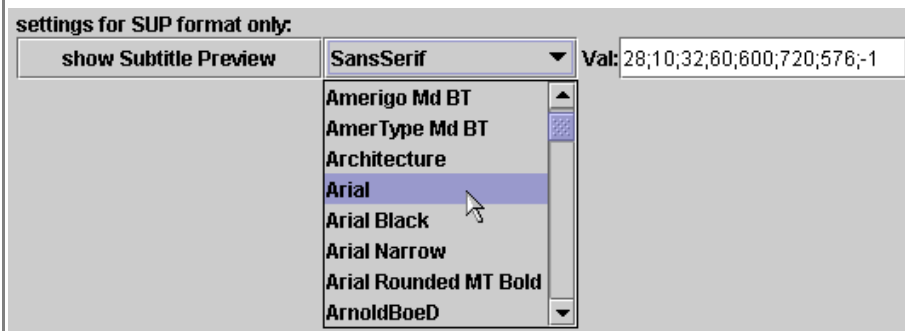 settings for SUP format only:
show Subtitle Preview SansSerif Val: 28;10;32;60;600;720;576;-1
Amerigo Md BT
AmerType Md BT
Architecture
Arial
Arial Black
Arial Narrow
Arial Rounded MT Bold
ArnoldBoeD